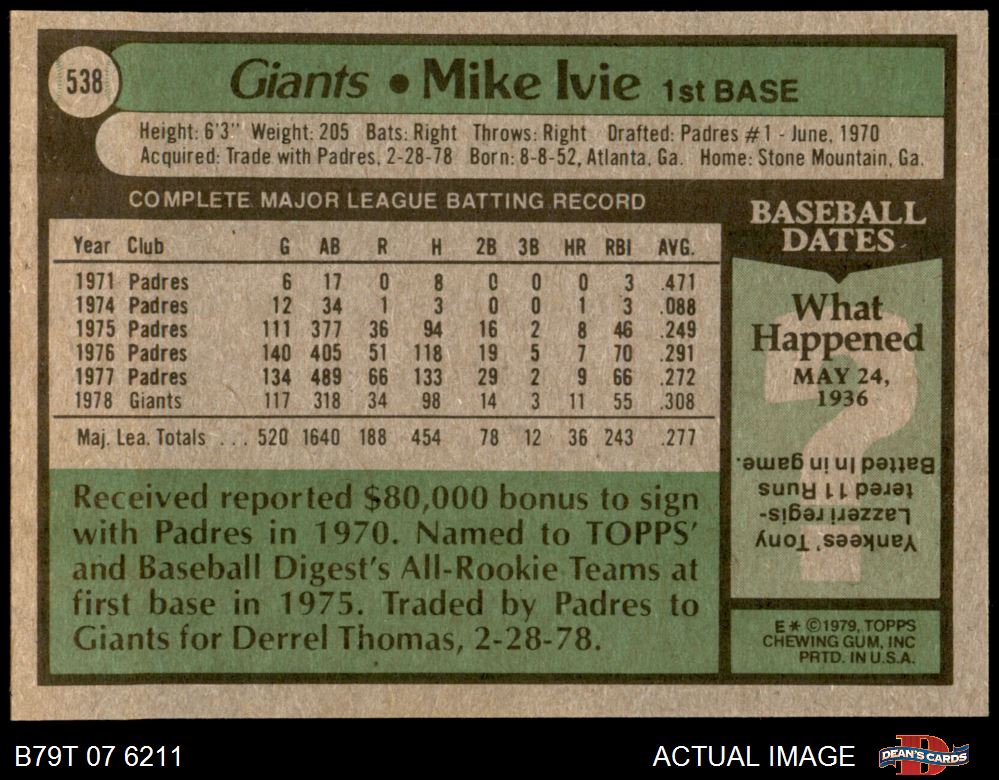 538
Giants • Mike Ivie 1st BASE
Height: 6'3" Weight: 205 Bats: Right Throws: Right Drafted: Padres #1 - June, 1970
Acquired: Trade with Padres, 2-28-78 Born: 8-8-52, Atlanta, Ga. Home: Stone Mountain, Ga.
COMPLETE MAJOR LEAGUE BATTING RECORD
Year Club G AB R H 2B 3B HR RBI AVG.
1971 Padres 6 17 0 8 0 0 0 3 .471
1974 Padres 12 34 1 3 0 0 1 3 .088
1975 Padres 111 377 36 94 16 2 8 46 .249
1976 Padres 140 405 51 118 19 5 7 70 .291
1977 Padres 134 489 66 133 29 2 9 66 .272
1978 Giants 117 318 34 98 14 3 11 55 .308
Maj. Lea. Totals ... 520 1640 188 454 78 12 36 243 .277
Received reported $80,000 bonus to sign
with Padres in 1970. Named to TOPPS'
and Baseball Digest's All-Rookie Teams at
first base in 1975. Traded by Padres to
Giants for Derrel Thomas, 2-28-78.
BASEBALL
DATES
What
Happened
MAY 24,
1936
?
Yankees' Tony
Lazzeri regis-
tered 11 Runs
Batted In in game.
E * ©1979, TOPPS
CHEWING GUM, INC
PRTD. IN U.S.A.
B79T 07 6211
ACTUAL IMAGE
D
DEAN'S CARDS